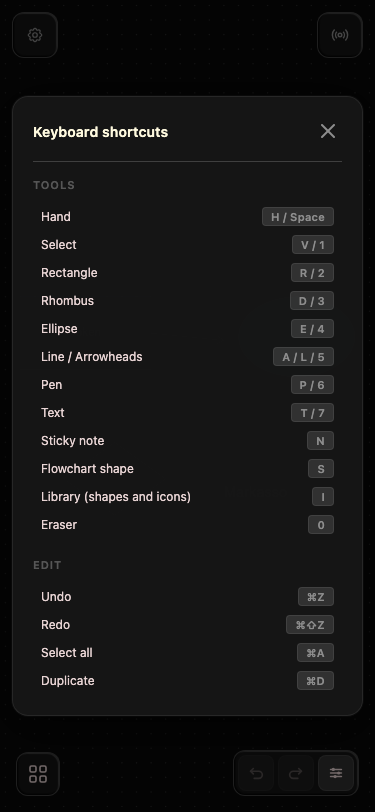 Keyboard shortcuts
TOOLS
Hand H / Space
Select V / 1
Rectangle R / 2
Rhombus D / 3
Ellipse E / 4
Line / Arrowheads A / L / 5
Pen P / 6
Text T / 7
Sticky note N
Flowchart shape S
Library (shapes and icons) I
Eraser 0
EDIT
Undo ⌘Z
Redo ⌘⇧Z
Select all ⌘A
Duplicate ⌘D